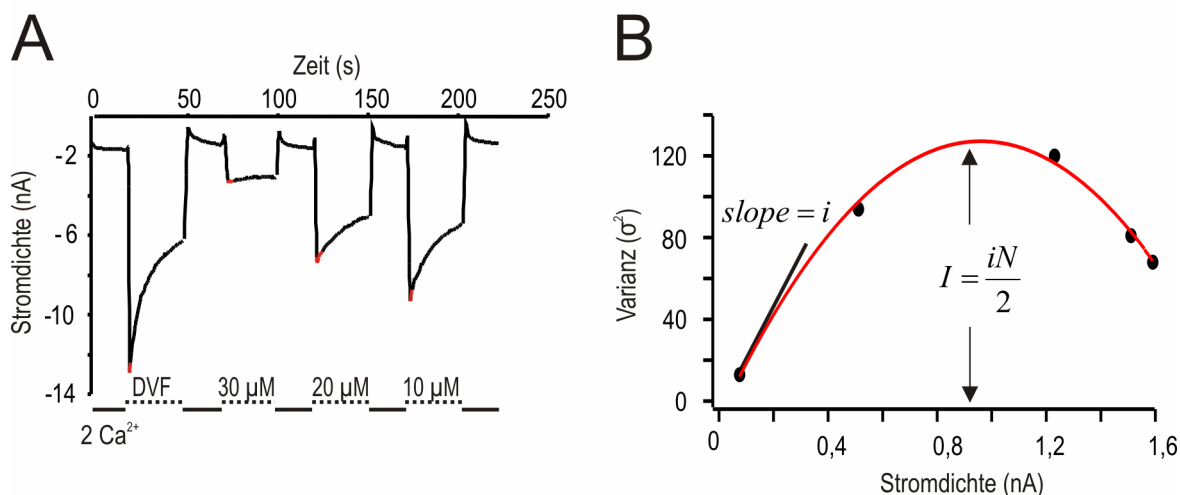 A
Zeit (s)
0 50 100 150 200 250
Stromdichte (nA)
-2
-6
-10
-14
DVF 30 µM 20 µM 10 µM
2 Ca²⁺
B
Varianz (σ²)
120
80
40
0
slope = i
I = iN/2
0 0,4 0,8 1,2 1,6
Stromdichte (nA)